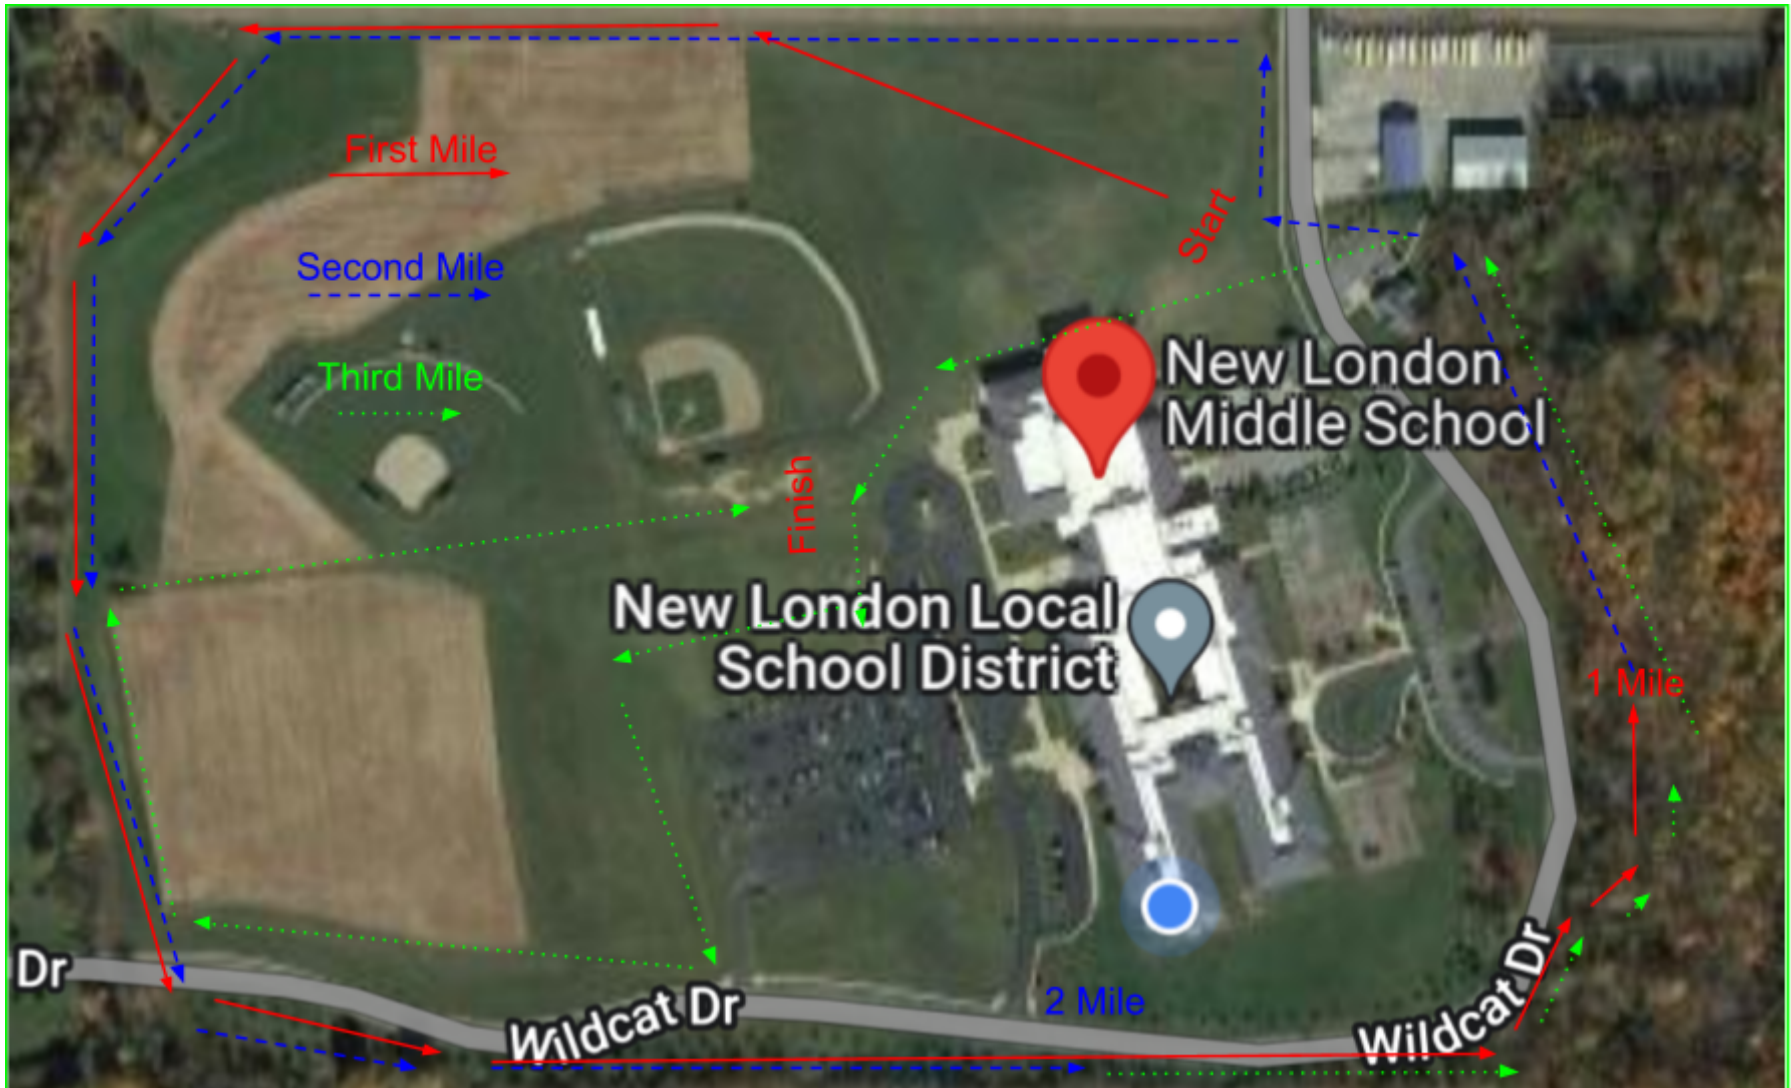 First Mile
Start
Second Mile
New London
Middle School
Third Mile
Finish
New London Local
School District
1 Mile
Dr
Wildcat Dr
2 Mile
Wildcat Dr